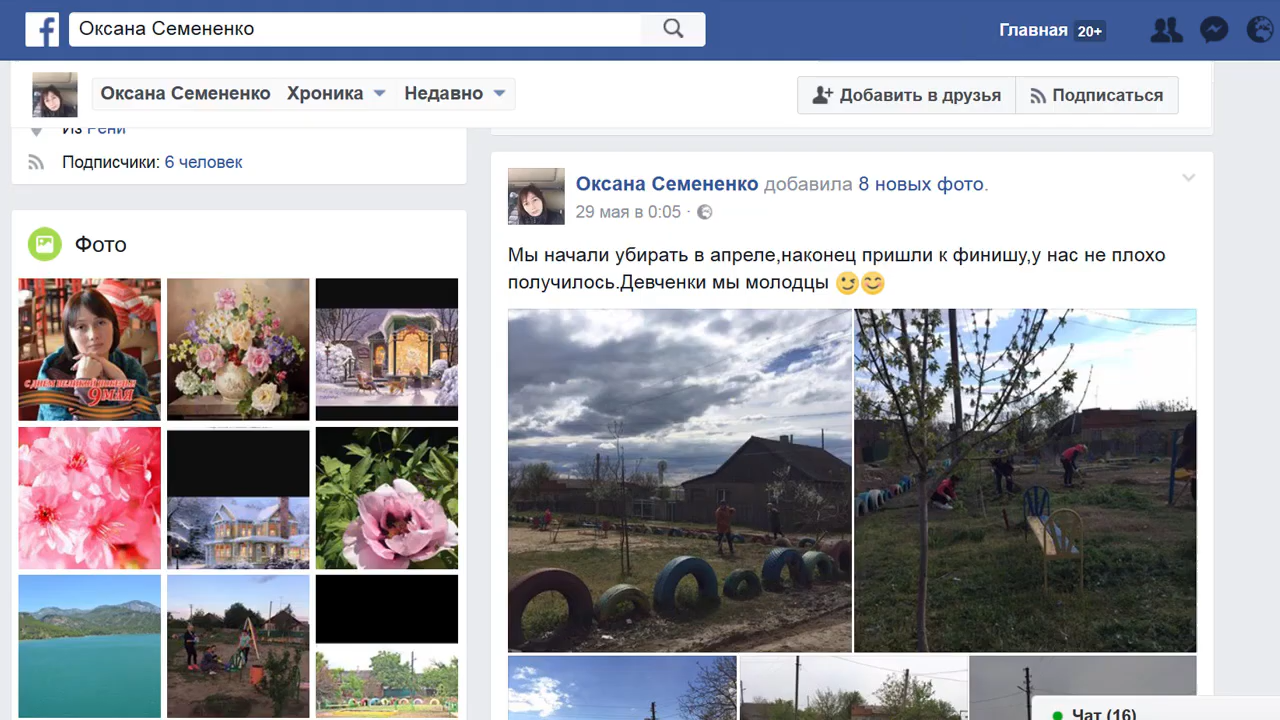 Оксана Семененко
Главная 20+
Оксана Семененко Хроника Недавно
Добавить в друзья Подписаться
Из Рени
Подписчики: 6 человек
Фото
С ДНЕМ ВЕЛИКОЙ ПОБЕДЫ
9 МАЯ
Оксана Семененко добавила 8 новых фото.
29 мая в 0:05 ·
Мы начали убирать в апреле,наконец пришли к финишу,у нас не плохо
получилось.Девченки мы молодцы 😉😊
Чат (16)